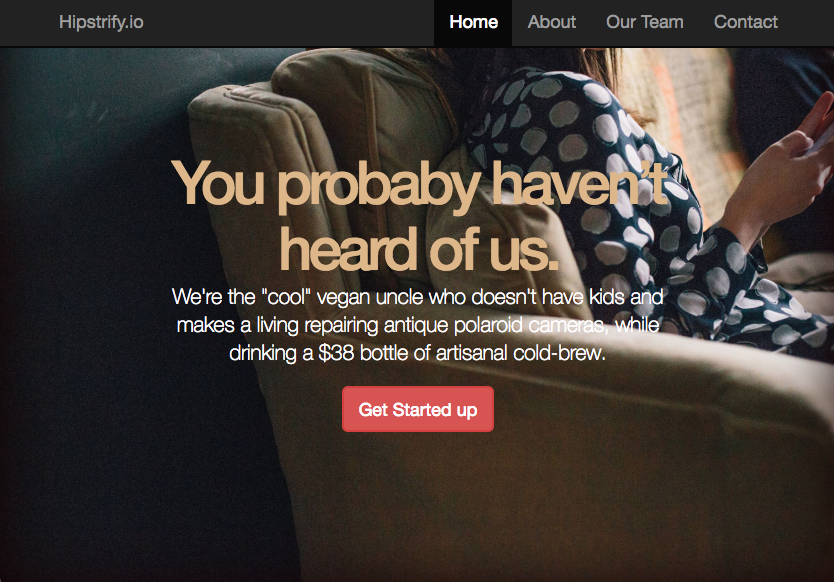 Hipstrify.io Home About Our Team Contact
You probaby haven't
heard of us.
We're the "cool" vegan uncle who doesn't have kids and
makes a living repairing antique polaroid cameras, while
drinking a $38 bottle of artisanal cold-brew.
Get Started up